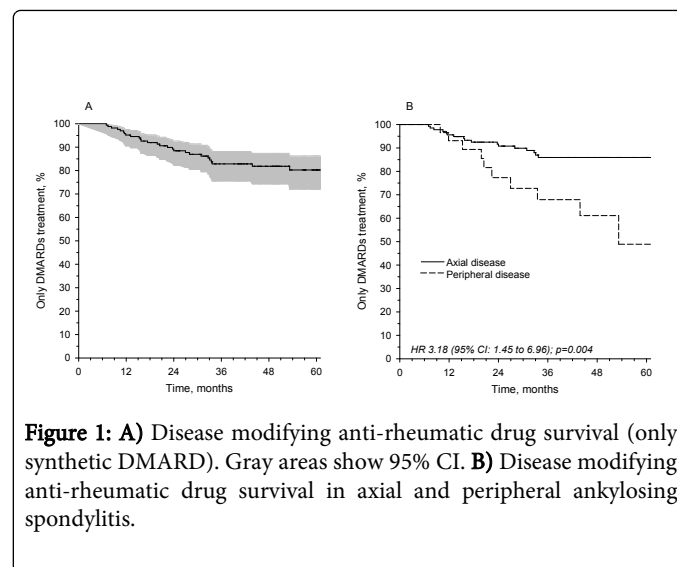 A
B
100
90
80
70
60
50
40
30
20
10
0
Only DMARDs treatment, %
0 12 24 36 48 60
Time, months
100
90
80
70
60
50
40
30
20
10
0
Only DMARDs treatment, %
Axial disease
Peripheral disease
HR 3.18 (95% CI: 1.45 to 6.96); p=0.004
0 12 24 36 48 60
Time, months
Figure 1: A) Disease modifying anti-rheumatic drug survival (only
synthetic DMARD). Gray areas show 95% CI. B) Disease modifying
anti-rheumatic drug survival in axial and peripheral ankylosing
spondylitis.